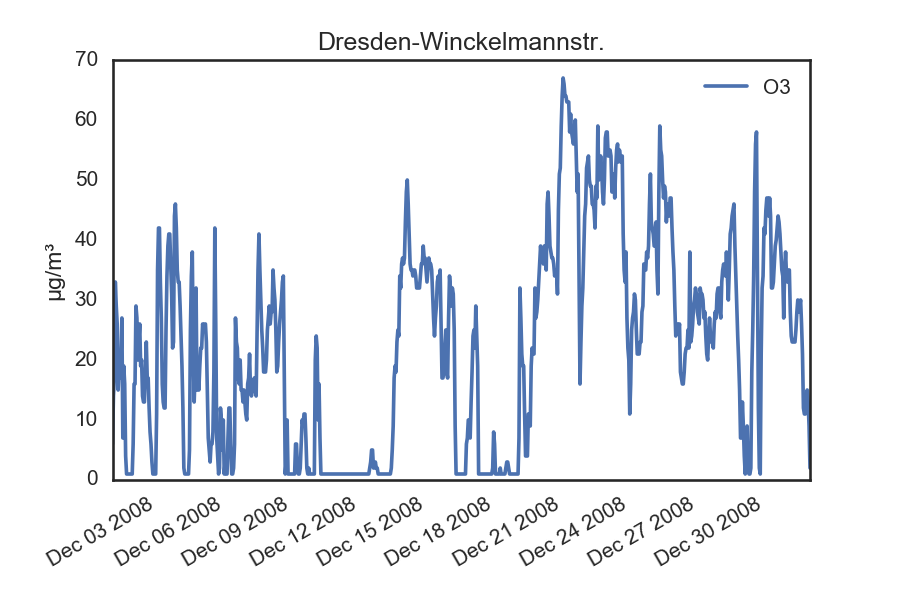 Dresden-Winckelmannstr.
70
60
50
40
30
20
10
0
µg/m³
O3
Dec 03 2008
Dec 06 2008
Dec 09 2008
Dec 12 2008
Dec 15 2008
Dec 18 2008
Dec 21 2008
Dec 24 2008
Dec 27 2008
Dec 30 2008